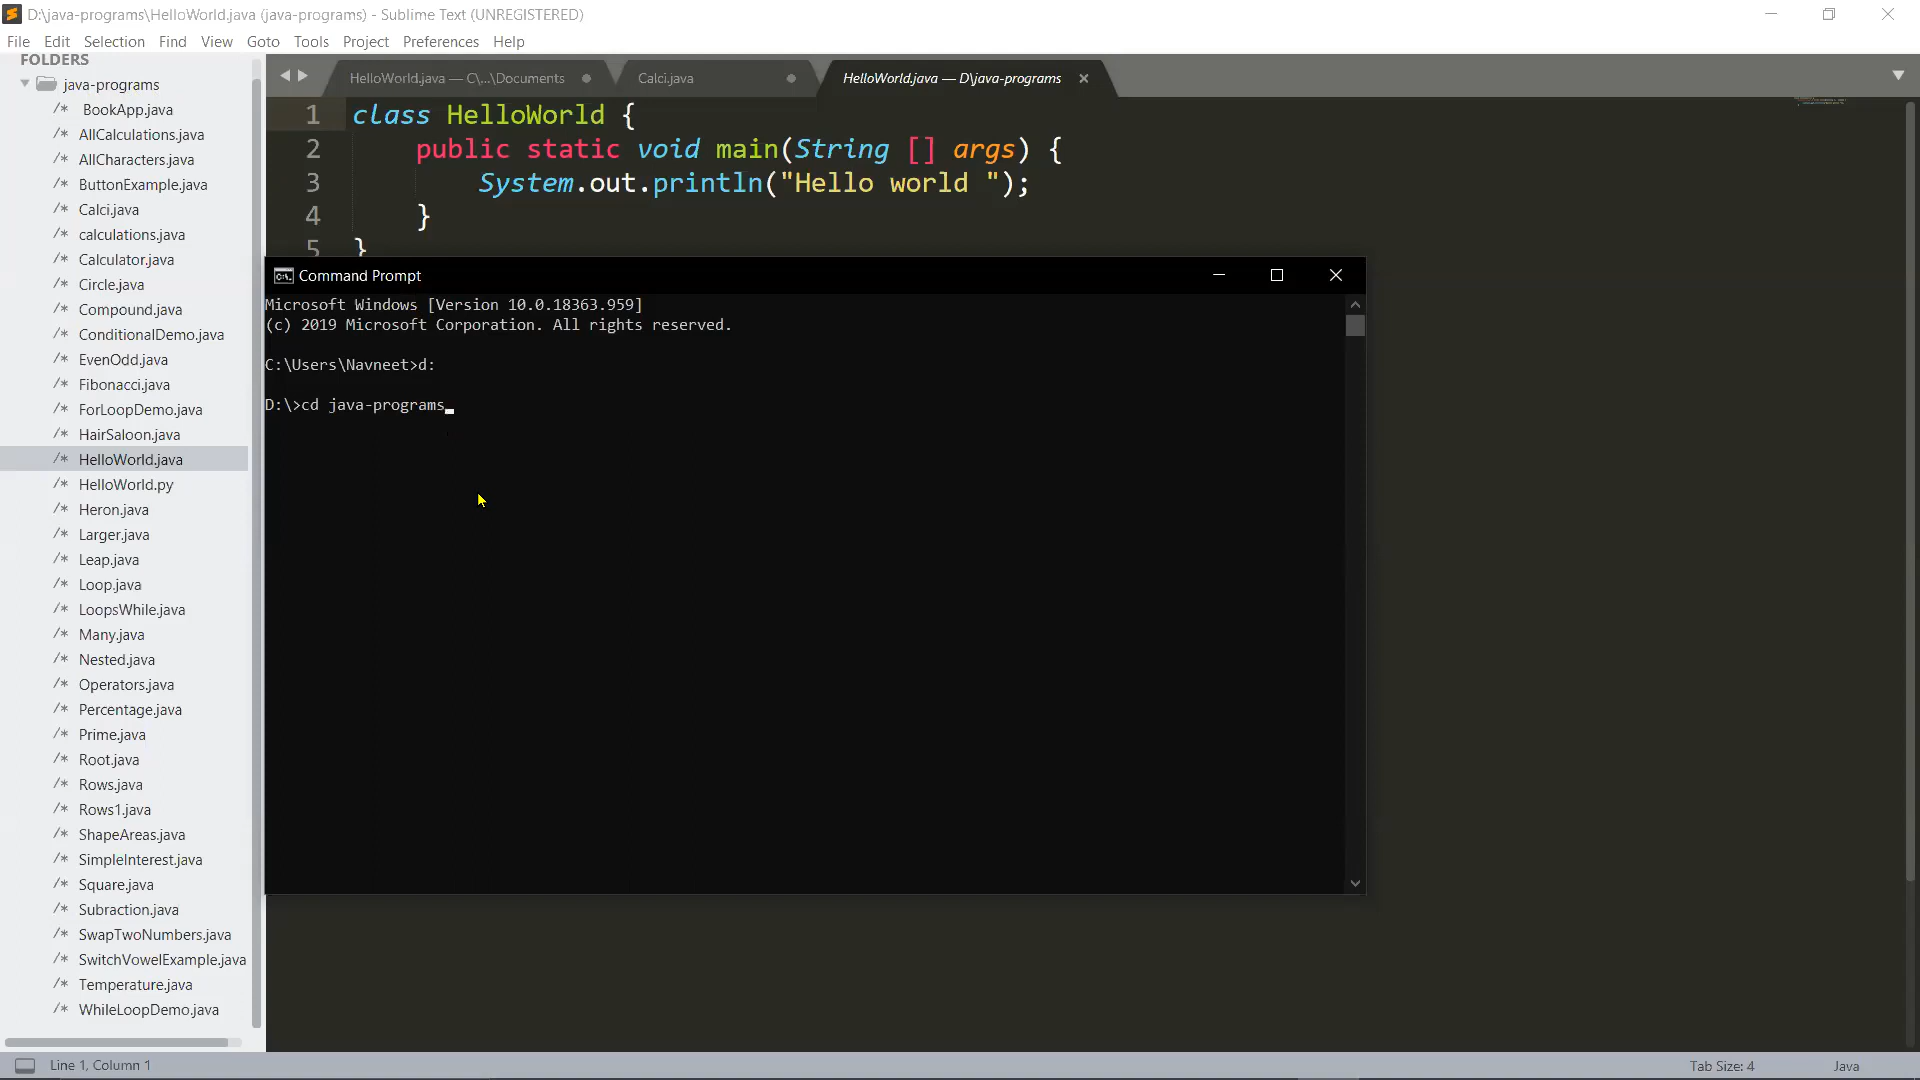 D:\java-programs\HelloWorld.java (java-programs) - Sublime Text (UNREGISTERED)
File Edit Selection Find View Goto Tools Project Preferences Help
FOLDERS
java-programs
/* BookApp.java
/* AllCalculations.java
/* AllCharacters.java
/* ButtonExample.java
/* Calci.java
/* calculations.java
/* Calculator.java
/* Circle.java
/* Compound.java
/* ConditionalDemo.java
/* EvenOdd.java
/* Fibonacci.java
/* ForLoopDemo.java
/* HairSaloon.java
/* HelloWorld.java
/* HelloWorld.py
/* Heron.java
/* Larger.java
/* Leap.java
/* Loop.java
/* LoopsWhile.java
/* Many.java
/* Nested.java
/* Operators.java
/* Percentage.java
/* Prime.java
/* Root.java
/* Rows.java
/* Rows1.java
/* ShapeAreas.java
/* SimpleInterest.java
/* Square.java
/* Subraction.java
/* SwapTwoNumbers.java
/* SwitchVowelExample.java
/* Temperature.java
/* WhileLoopDemo.java
HelloWorld.java — C\...\Documents Calci.java HelloWorld.java — D\java-programs
1 class HelloWorld {
2 public static void main(String [] args) {
3 System.out.println("Hello world ");
4 }
5 }
Command Prompt
Microsoft Windows [Version 10.0.18363.959]
(c) 2019 Microsoft Corporation. All rights reserved.
C:\Users\Navneet>d:
D:\>cd java-programs
Line 1, Column 1 Tab Size: 4 Java